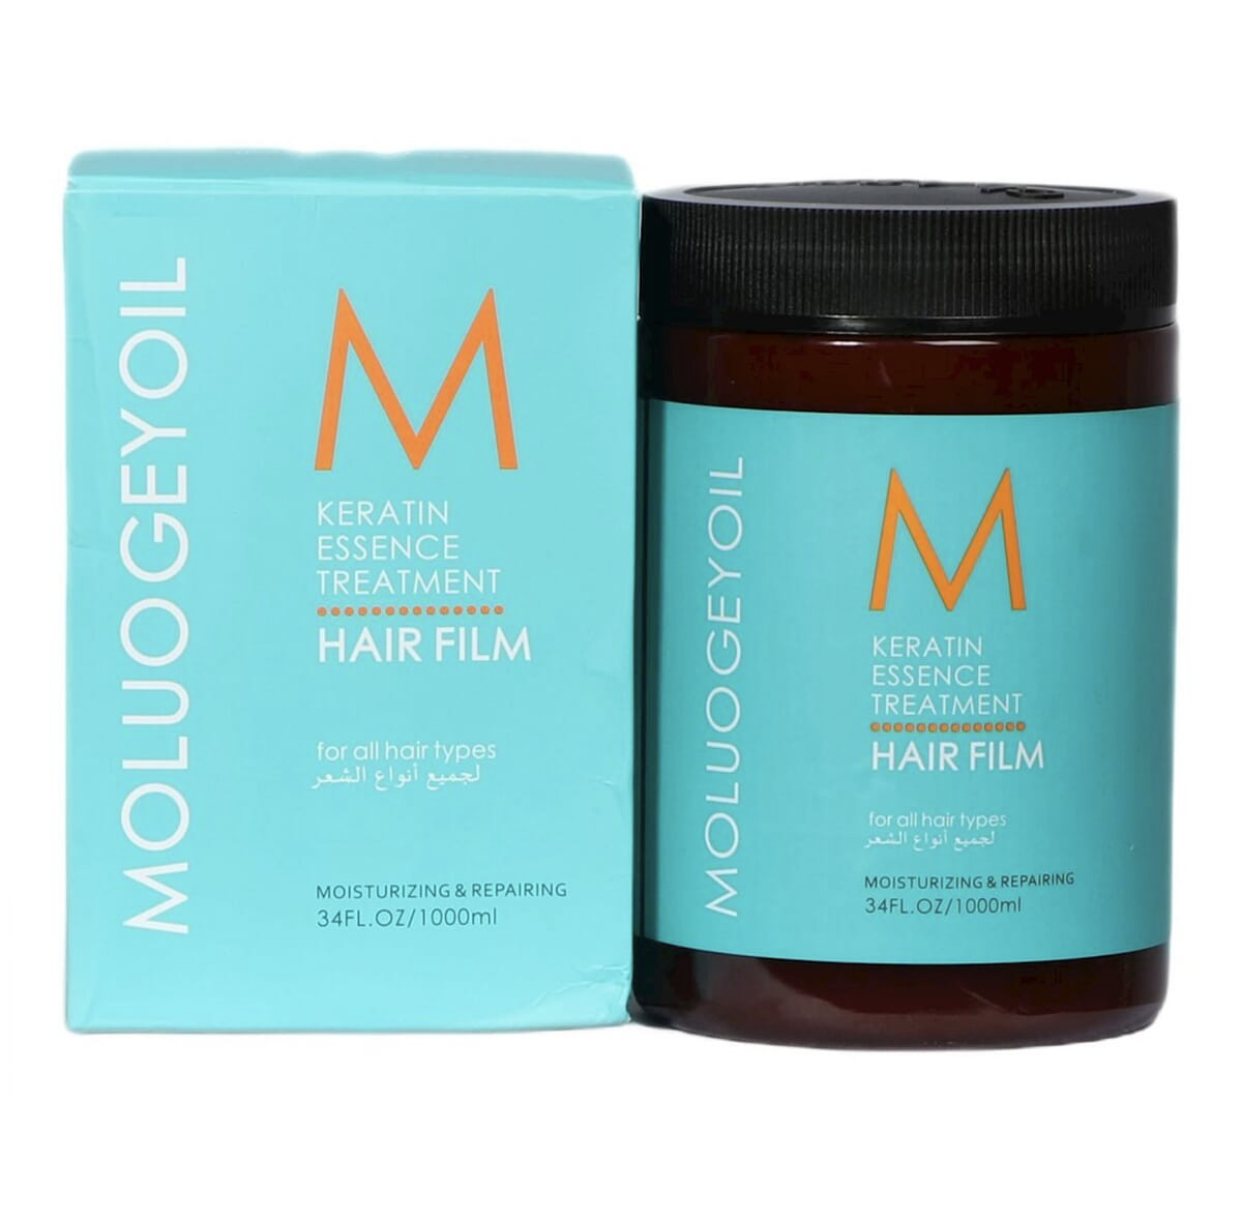 MOLUOGEYOIL
M
KERATIN
ESSENCE
TREATMENT
HAIR FILM
for all hair types
لجميع أنواع الشعر
MOISTURIZING & REPAIRING
34FL.OZ/1000ml
MOLUOGEYOIL
M
KERATIN
ESSENCE
TREATMENT
HAIR FILM
for all hair types
لجميع أنواع الشعر
MOISTURIZING & REPAIRING
34FL.OZ/1000ml